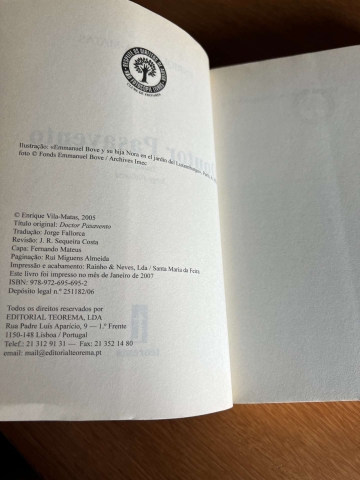 Ilustração: «Emmanuel Bove y su hija Nora en el jardin del Luxemburgo»,
foto © Fonds Emmanuel Bove / Archives Imec
© Enrique Vila-Matas, 2005
Título original: Doctor Pasavento
Tradução: Jorge Fallorca
Revisão: J. R. Sequeira Costa
Capa: Fernando Mateus
Paginação: Rui Miguens Almeida
Impressão e acabamento: Rainho & Neves, Lda / Santa Maria da Feira
Este livro foi impresso no mês de Janeiro de 2007
ISBN: 978-972-695-695-2
Depósito legal n.º 251182/06
Todos os direitos reservados por
EDITORIAL TEOREMA, LDA
Rua Padre Luís Aparício, 9 — 1.º Frente
1150-148 Lisboa / Portugal
Telef.: 21 312 91 31 — Fax: 21 352 14 80
email: mail@editorialteorema.pt